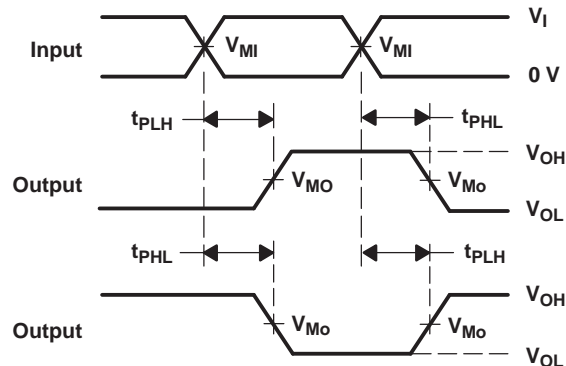 V_I
Input
V_MI
V_MI
0 V
t_PLH
t_PHL
V_OH
Output
V_MO
V_Mo
V_OL
t_PHL
t_PLH
V_OH
Output
V_Mo
V_Mo
V_OL